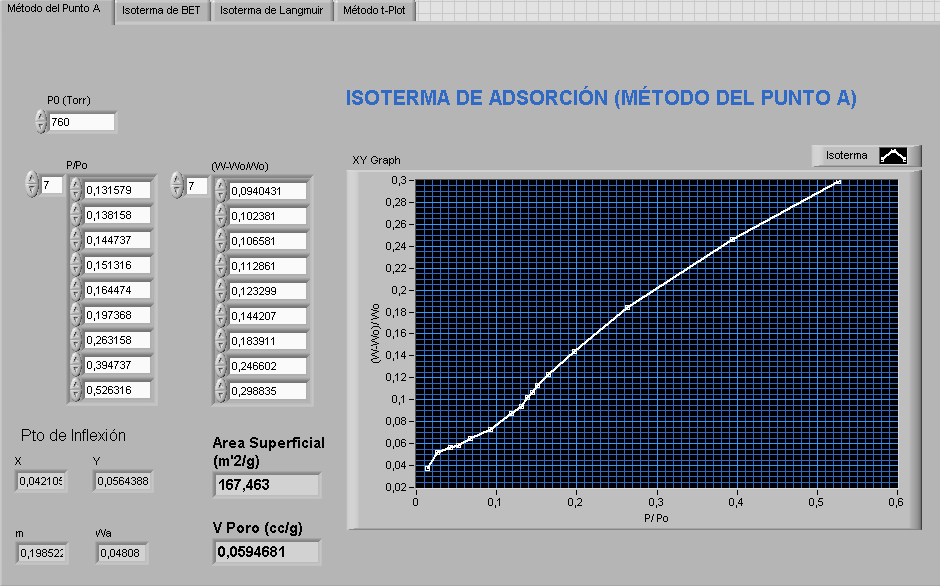 Método del Punto A Isoterma de BET Isoterma de Langmuir Método t-Plot
ISOTERMA DE ADSORCIÓN (MÉTODO DEL PUNTO A)
P0 (Torr)
760
P/Po
7
0,131579
0,138158
0,144737
0,151316
0,164474
0,197368
0,263158
0,394737
0,526316
(W-Wo/Wo)
7
0,0940431
0,102381
0,106581
0,112861
0,123299
0,144207
0,183911
0,246602
0,298835
XY Graph
Isoterma
0,3
0,28
0,26
0,24
0,22
0,2
0,18
0,16
0,14
0,12
0,1
0,08
0,06
0,04
0,02
(W-Wo)/Wo
0 0,1 0,2 0,3 0,4 0,5 0,6
P/Po
Pto de Inflexión
X Y
0,042105 0,0564388
m Wa
0,198522 0,04808
Area Superficial
(m'2/g)
167,463
V Poro (cc/g)
0,0594681